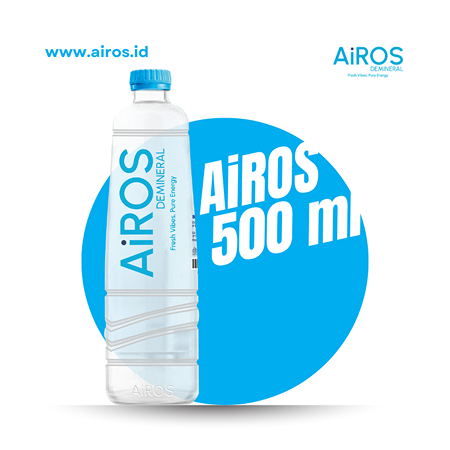 www.airos.id
AiROS
DEMINERAL
Fresh Vibes, Pure Energy
AiROS
DEMINERAL
Fresh Vibes, Pure Energy
AiROS
500 ml
AiROS